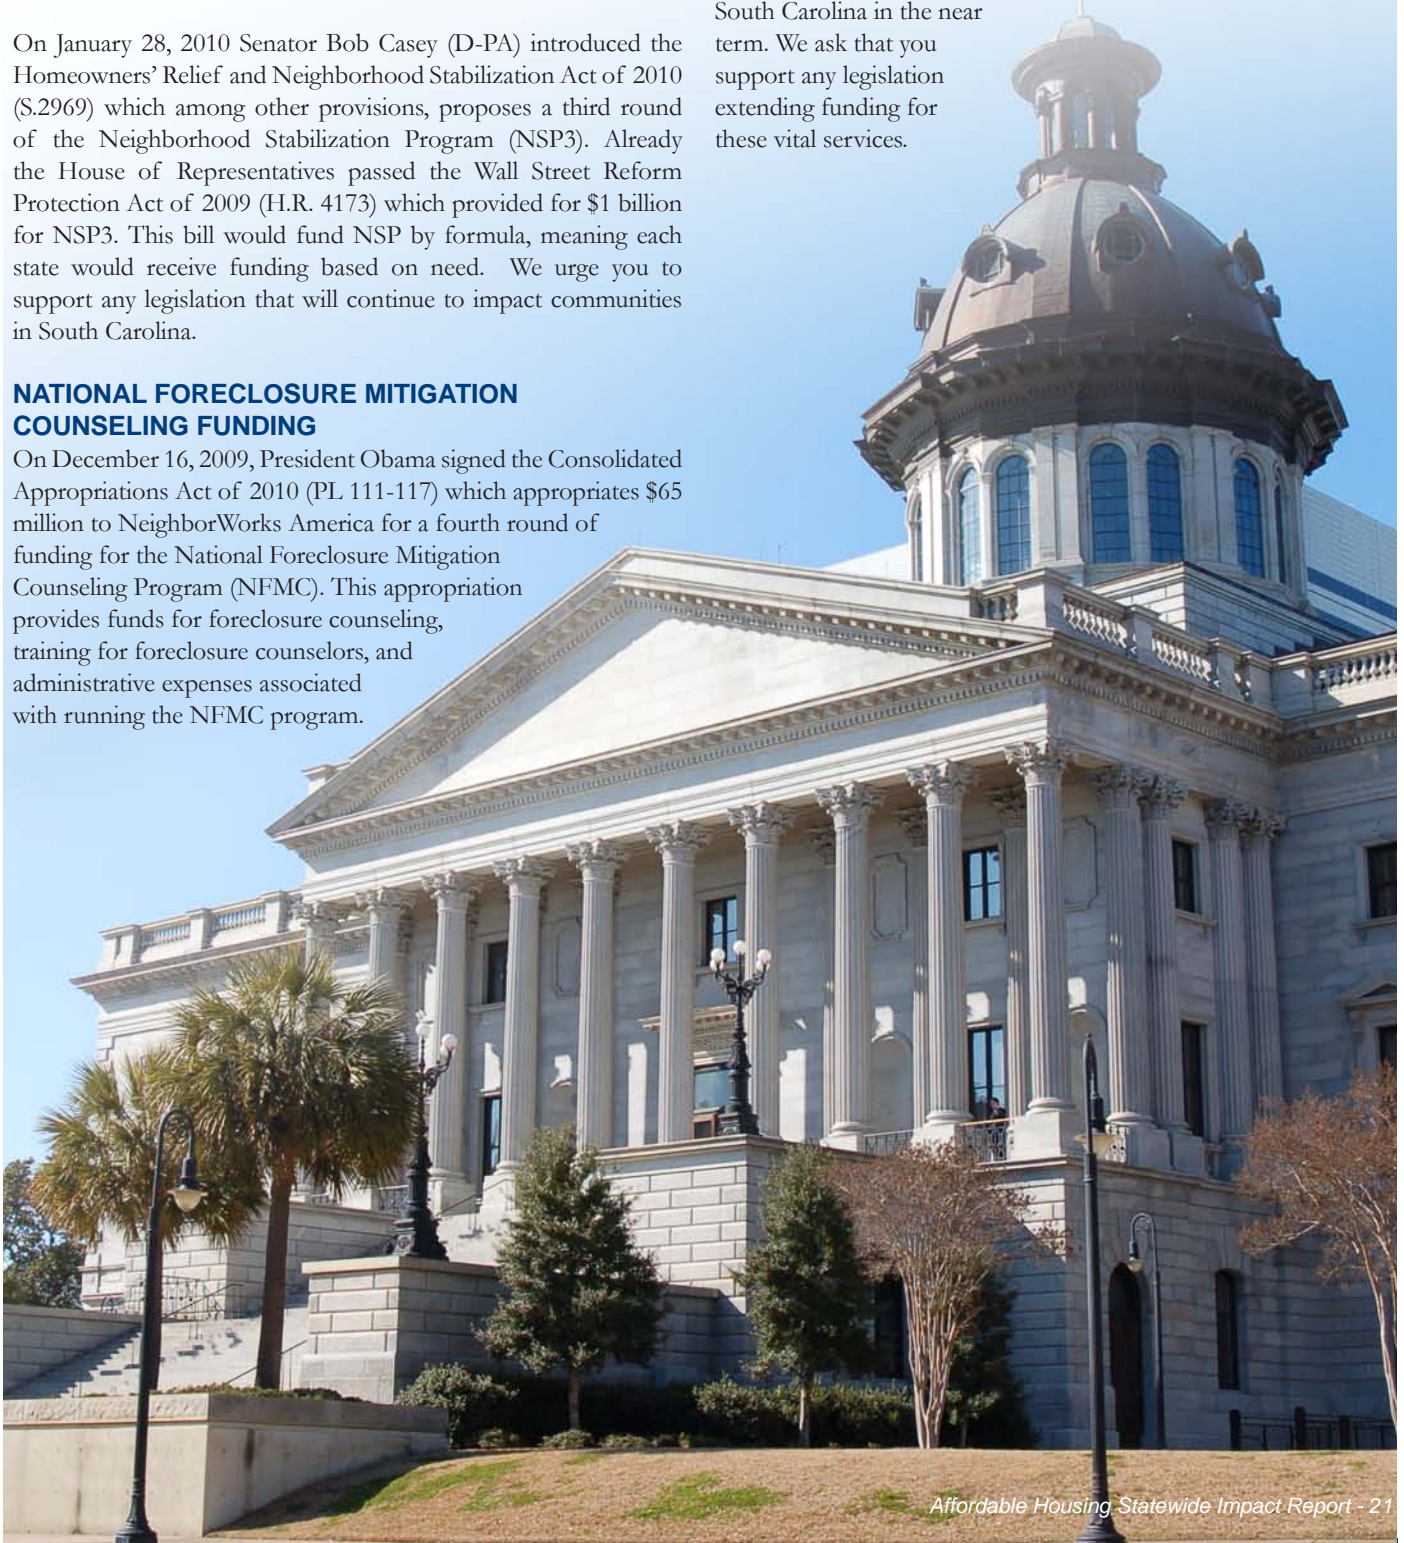 On January 28, 2010 Senator Bob Casey (D-PA) introduced the
Homeowners' Relief and Neighborhood Stabilization Act of 2010
(S.2969) which among other provisions, proposes a third round
of the Neighborhood Stabilization Program (NSP3). Already
the House of Representatives passed the Wall Street Reform
Protection Act of 2009 (H.R. 4173) which provided for $1 billion
for NSP3. This bill would fund NSP by formula, meaning each
state would receive funding based on need. We urge you to
support any legislation that will continue to impact communities
in South Carolina.
NATIONAL FORECLOSURE MITIGATION
COUNSELING FUNDING
On December 16, 2009, President Obama signed the Consolidated
Appropriations Act of 2010 (PL 111-117) which appropriates $65
million to NeighborWorks America for a fourth round of
funding for the National Foreclosure Mitigation
Counseling Program (NFMC). This appropriation
provides funds for foreclosure counseling,
training for foreclosure counselors, and
administrative expenses associated
with running the NFMC program.
South Carolina in the near
term. We ask that you
support any legislation
extending funding for
these vital services.
Affordable Housing Statewide Impact Report - 21